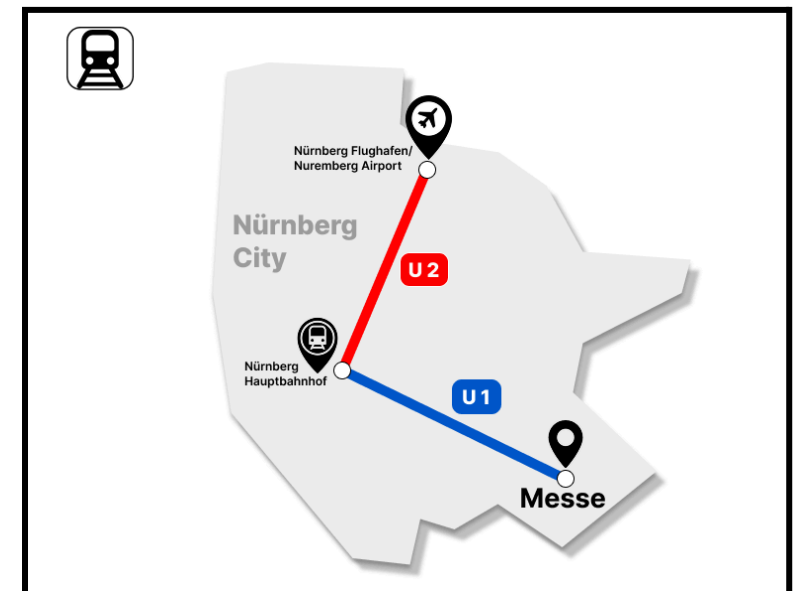 Nürnberg Flughafen/
Nuremberg Airport
Nürnberg
City
U 2
Nürnberg
Hauptbahnhof
U 1
Messe